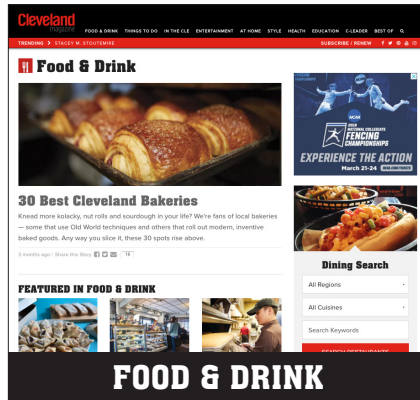 Cleveland
magazine
FOOD & DRINK THINGS TO DO IN THE CLE ENTERTAINMENT AT HOME STYLE HEALTH EDUCATION C-LEADER BEST OF
TRENDING > STACEY M. STOUTEMIRE SUBSCRIBE / RENEW
Food & Drink
30 Best Cleveland Bakeries
Knead more kolacky, nut rolls and sourdough in your life? We're fans of local bakeries
— some that use Old World techniques and others that roll out modern, inventive
baked goods. Any way you slice it, these 30 spots rise above.
3 months ago | Share this Story
FEATURED IN FOOD & DRINK
NCAA
NATIONAL COLLEGIATE
FENCING
CHAMPIONSHIPS
EXPERIENCE THE ACTION
March 21-24
Dining Search
All Regions
All Cuisines
Search Keywords
SEARCH RESTAURANTS
FOOD & DRINK